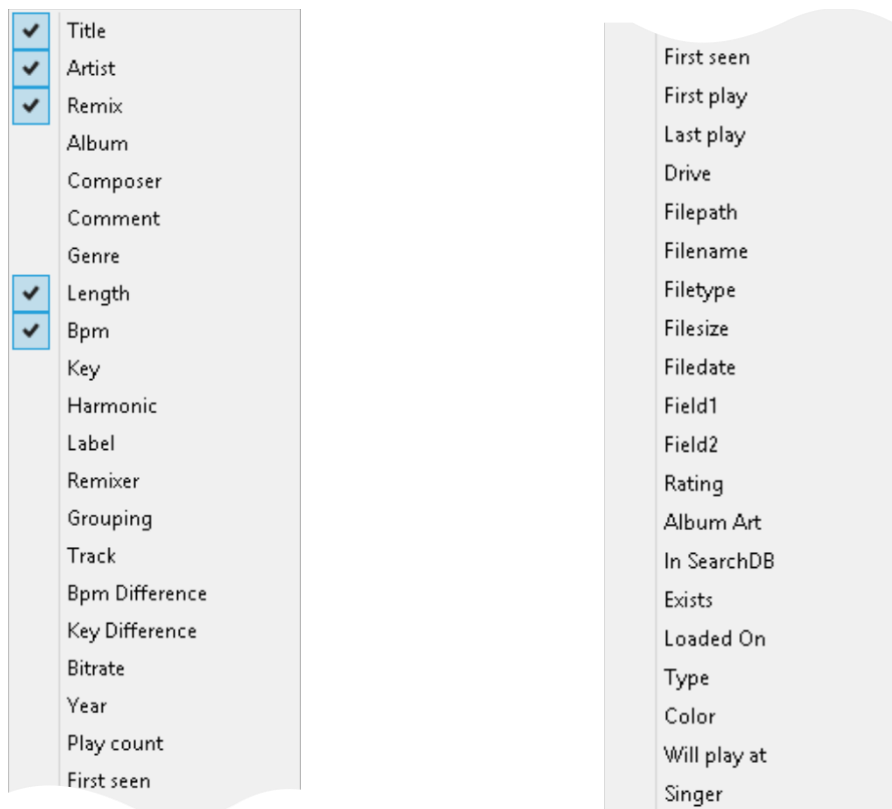 Title
Artist
Remix
Album
Composer
Comment
Genre
Length
Bpm
Key
Harmonic
Label
Remixer
Grouping
Track
Bpm Difference
Key Difference
Bitrate
Year
Play count
First seen
First seen
First play
Last play
Drive
Filepath
Filename
Filetype
Filesize
Filedate
Field1
Field2
Rating
Album Art
In SearchDB
Exists
Loaded On
Type
Color
Will play at
Singer